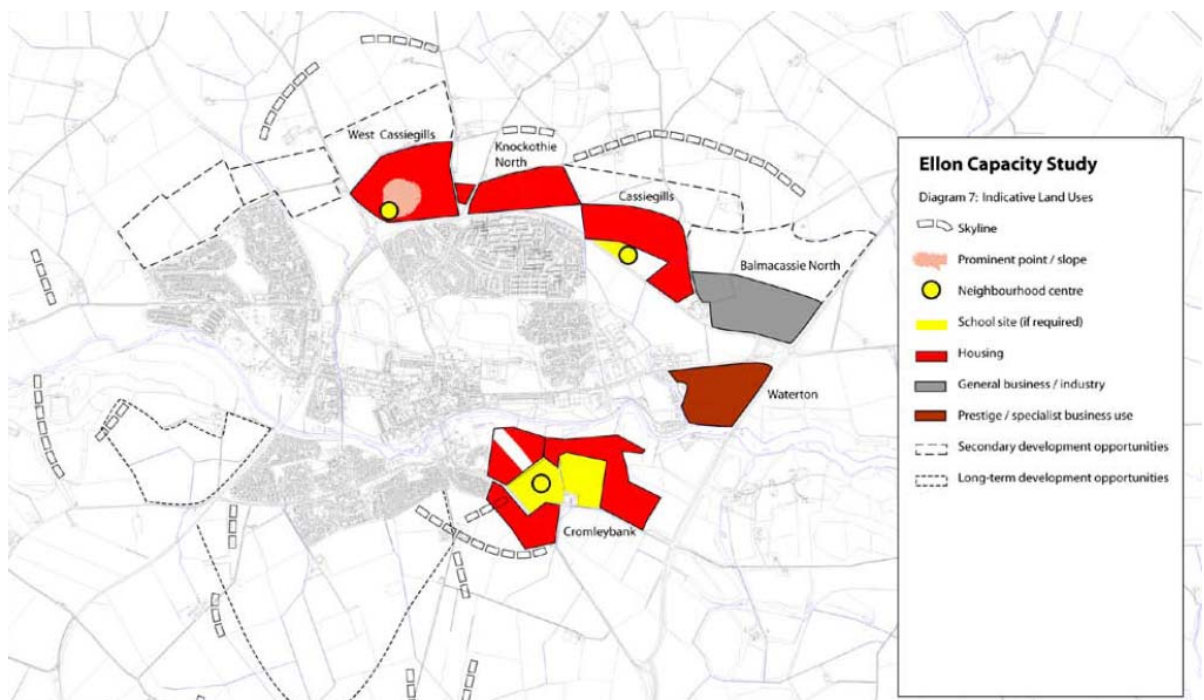 West Cassiegills
Knockothie
North
Cassiegills
Balmacassie North
Waterton
Cromleybank
Ellon Capacity Study
Diagram 7: Indicative Land Uses
Skyline
Prominent point / slope
Neighbourhood centre
School site (if required)
Housing
General business / industry
Prestige / specialist business use
Secondary development opportunities
Long-term development opportunities